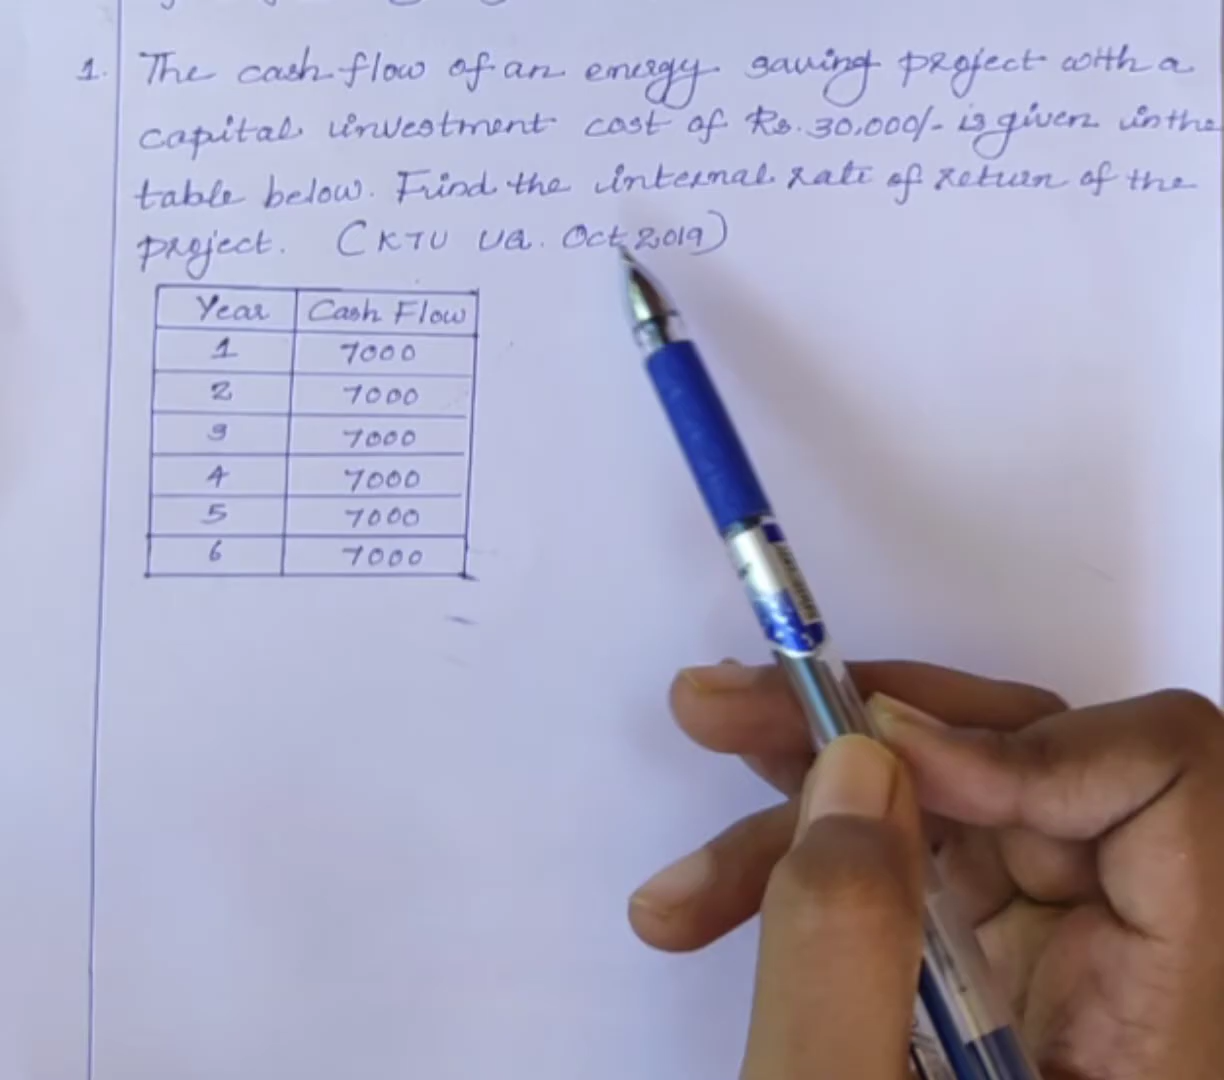 1. The cash flow of an energy saving project with a
capital investment cost of Rs. 30,000/- is given in the
table below. Find the internal rate of return of the
project. (KTU UQ. Oct 2019)
Year Cash Flow
1 7000
2 7000
3 7000
4 7000
5 7000
6 7000